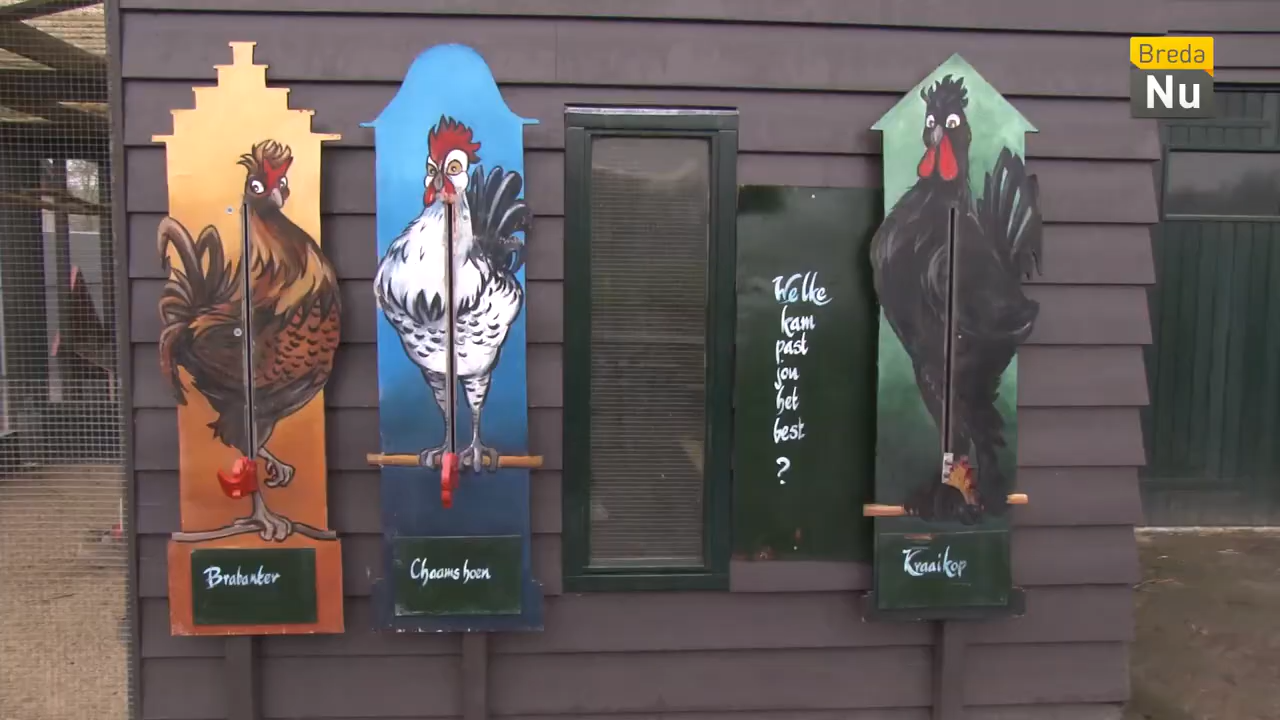 Breda
Nu
Welke
kam
past
jou
het
best
?
Brabanter
Chaams hoen
Kraaikop